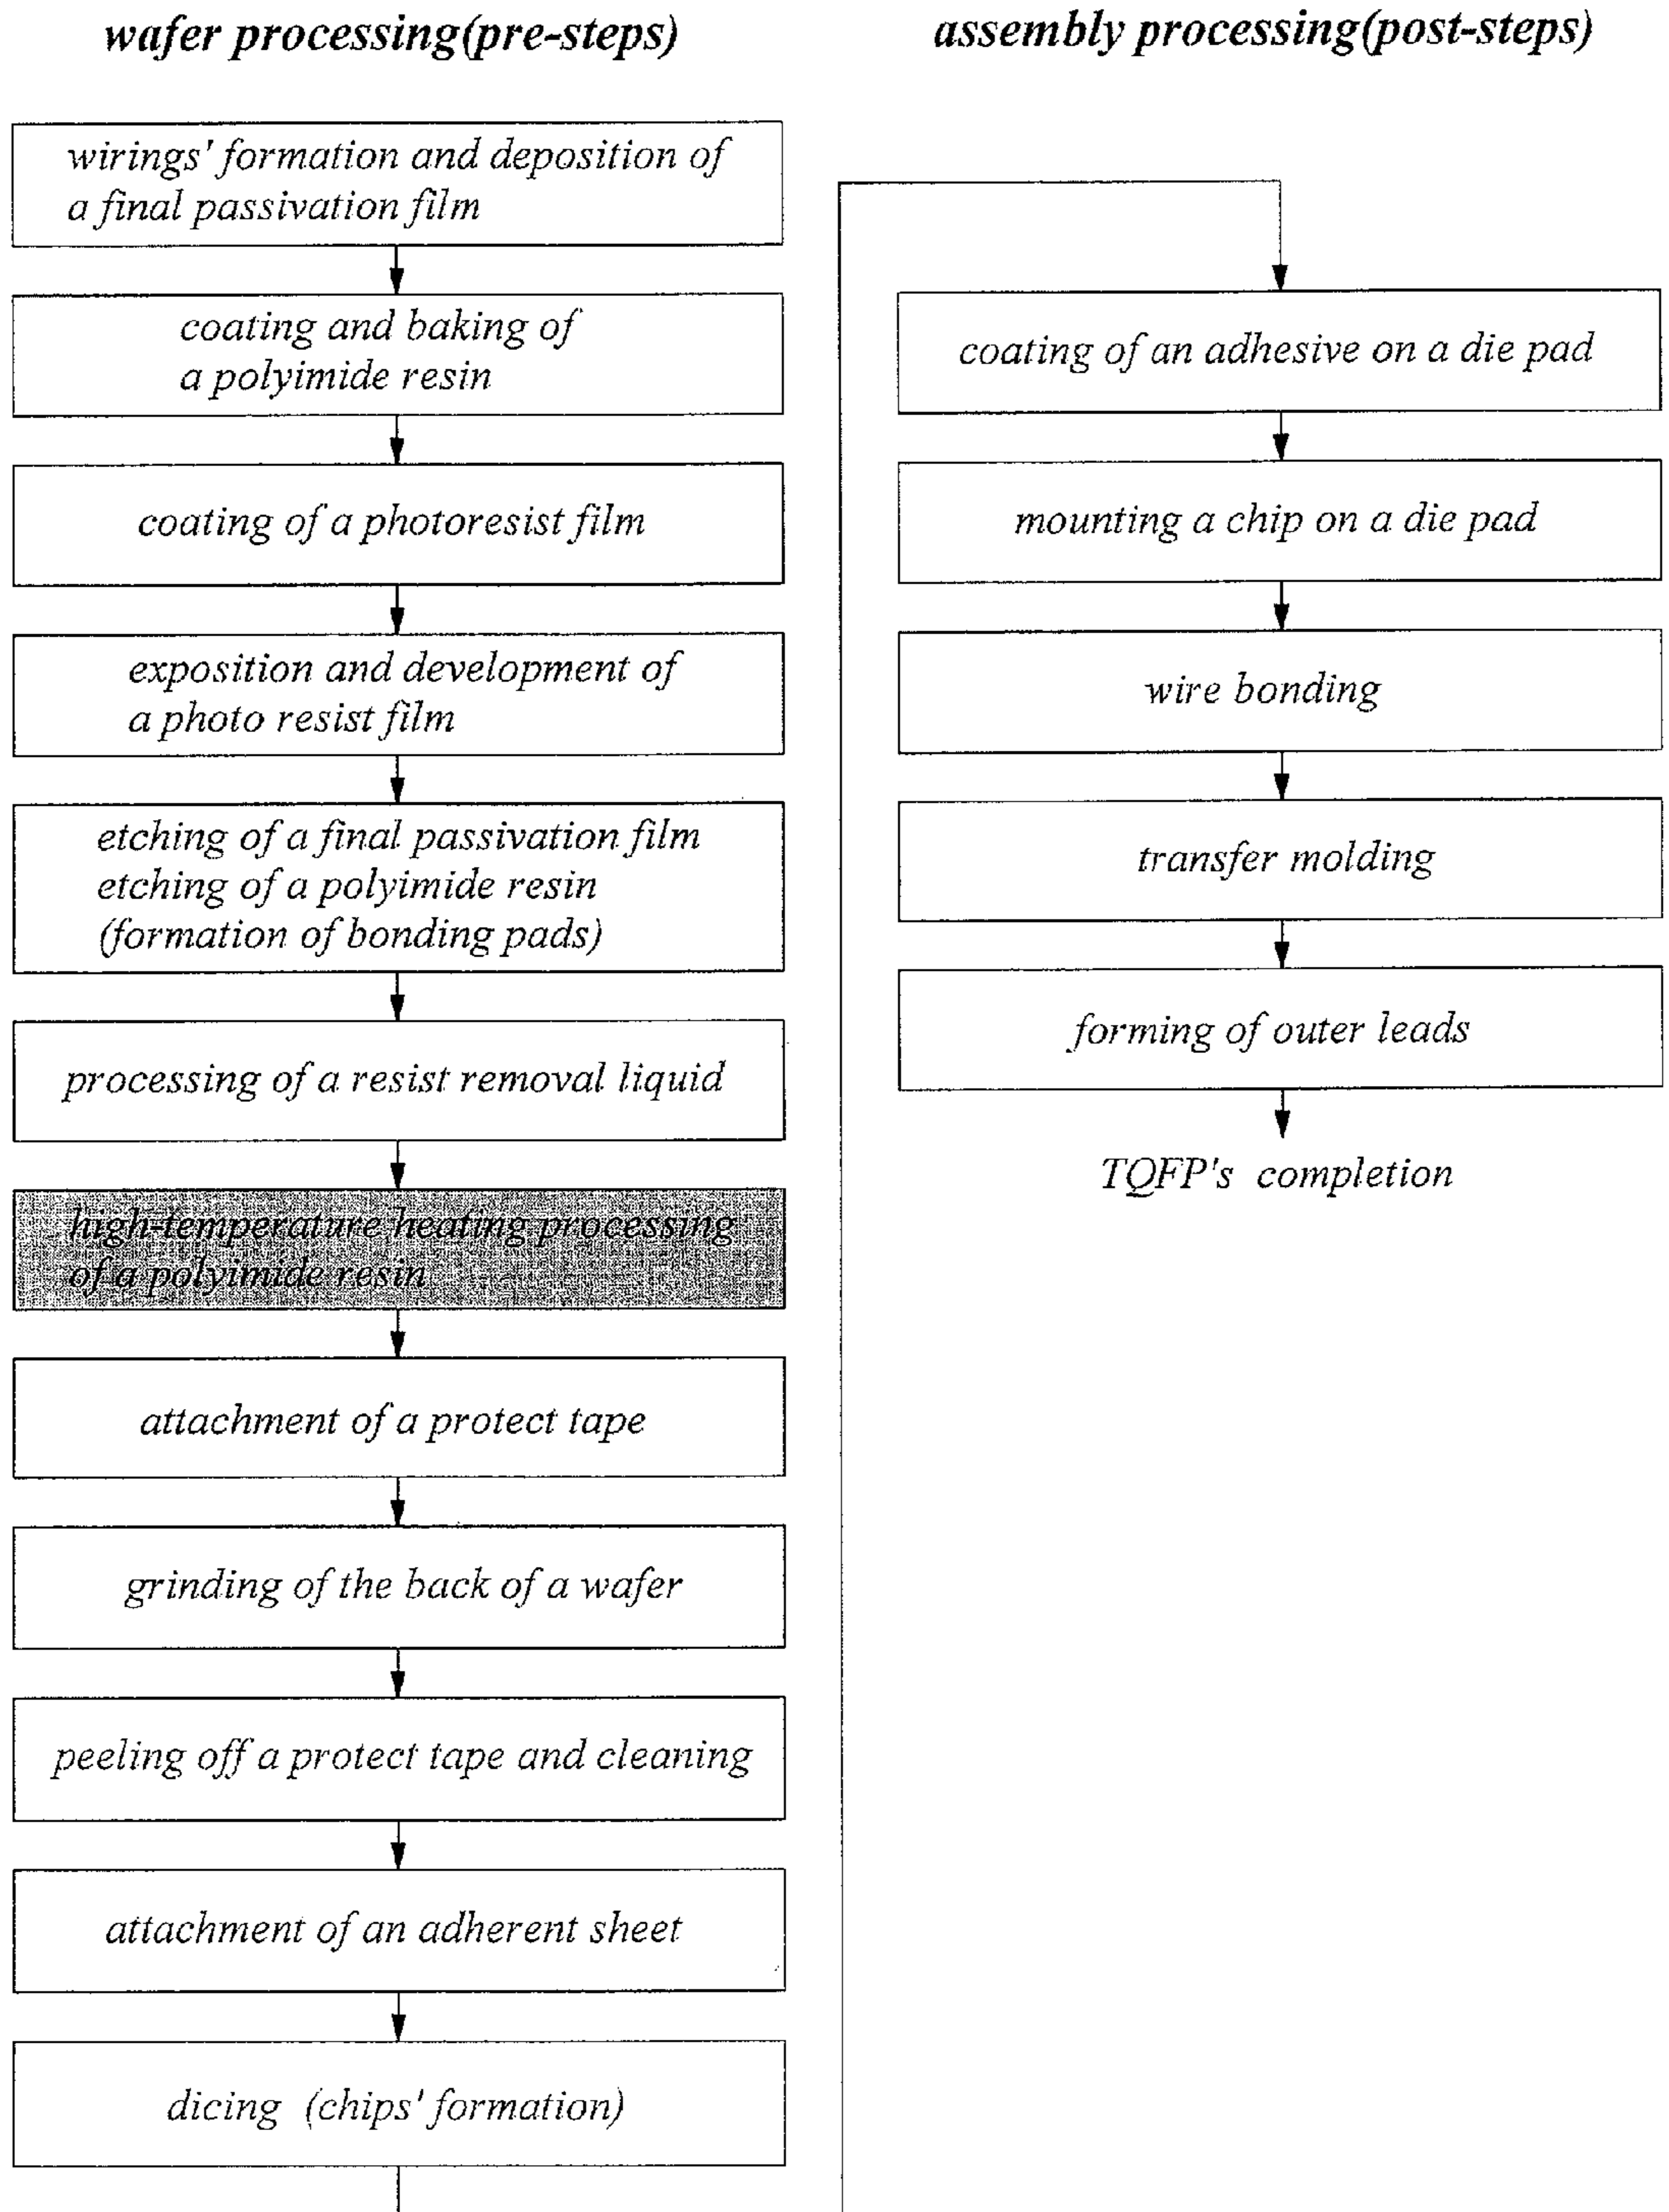 wafer processing(pre-steps)
wirings' formation and deposition of
a final passivation film
coating and baking of
a polyimide resin
coating of a photoresist film
exposition and development of
a photo resist film
etching of a final passivation film
etching of a polyimide resin
(formation of bonding pads)
processing of a resist removal liquid
high-temperature heating processing
of a polyimide resin
attachment of a protect tape
grinding of the back of a wafer
peeling off a protect tape and cleaning
attachment of an adherent sheet
dicing (chips' formation)
assembly processing(post-steps)
coating of an adhesive on a die pad
mounting a chip on a die pad
wire bonding
transfer molding
forming of outer leads
TQFP's completion